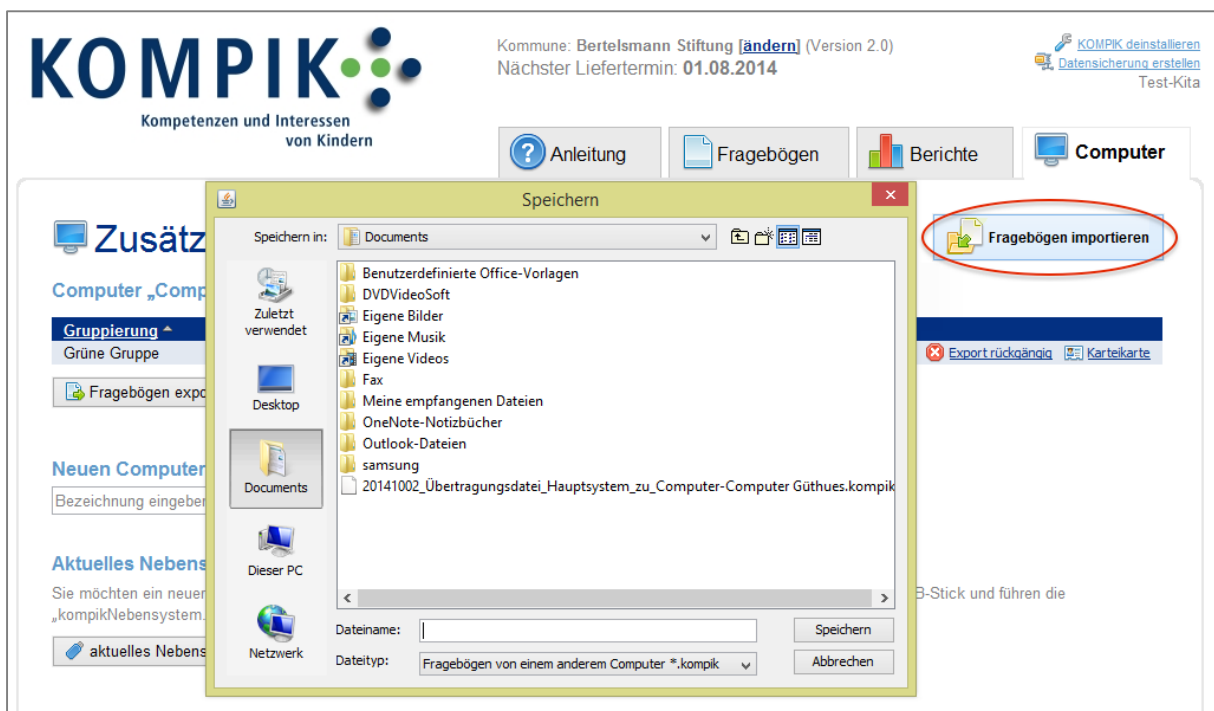 KOMPIK
Kompetenzen und Interessen
von Kindern
Kommune: Bertelsmann Stiftung [ändern] (Version 2.0)
Nächster Liefertermin: 01.08.2014
KOMPIK deinstallieren
Datensicherung erstellen
Test-Kita
Anleitung
Fragebögen
Berichte
Computer
Zusätz
Fragebögen importieren
Computer „Comp
Gruppierung
Grüne Gruppe
Export rückgängig
Karteikarte
Fragebögen expo
Neuen Computer
Bezeichnung eingeben
Aktuelles Nebens
Sie möchten ein neuer
B-Stick und führen die
„kompikNebensystem.
aktuelles Nebens
Speichern
Speichern in:
Documents
Zuletzt
verwendet
Desktop
Documents
Dieser PC
Netzwerk
Benutzerdefinierte Office-Vorlagen
DVDVideoSoft
Eigene Bilder
Eigene Musik
Eigene Videos
Fax
Meine empfangenen Dateien
OneNote-Notizbücher
Outlook-Dateien
samsung
20141002_Übertragungsdatei_Hauptsystem_zu_Computer-Computer Güthues.kompik
Dateiname:
Speichern
Dateityp:
Fragebögen von einem anderem Computer *.kompik
Abbrechen